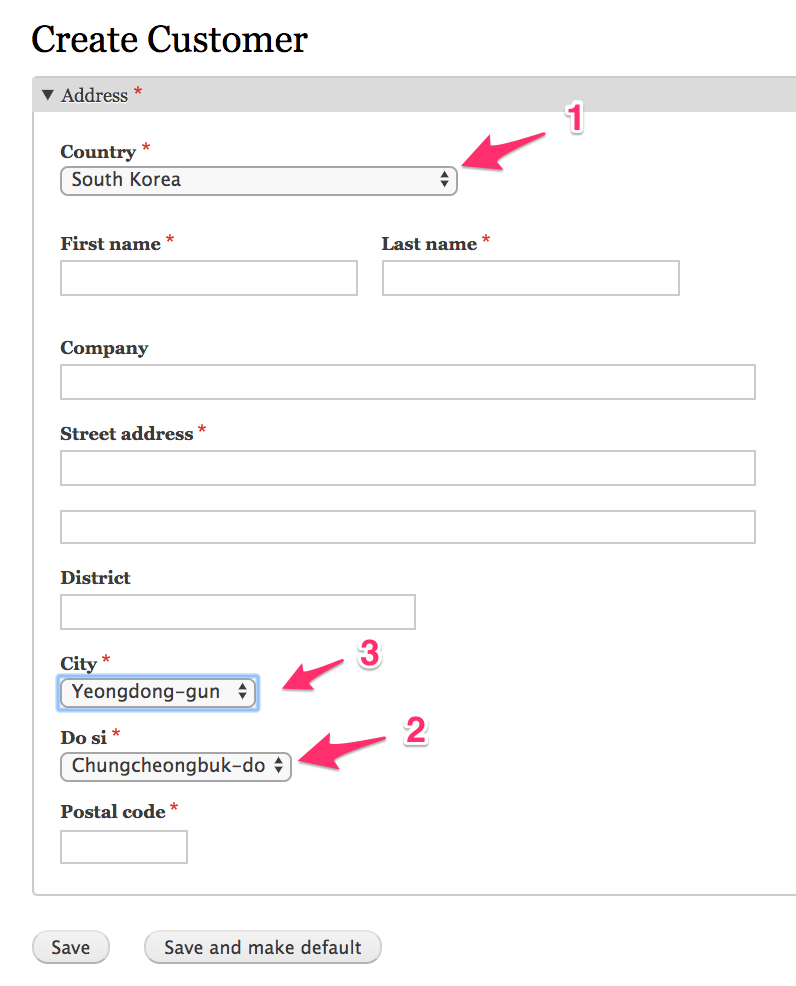 Create Customer
▼ Address *
1
Country *
South Korea
First name * Last name *
Company
Street address *
District
3
City *
Yeongdong-gun
2
Do si *
Chungcheongbuk-do
Postal code *
Save Save and make default